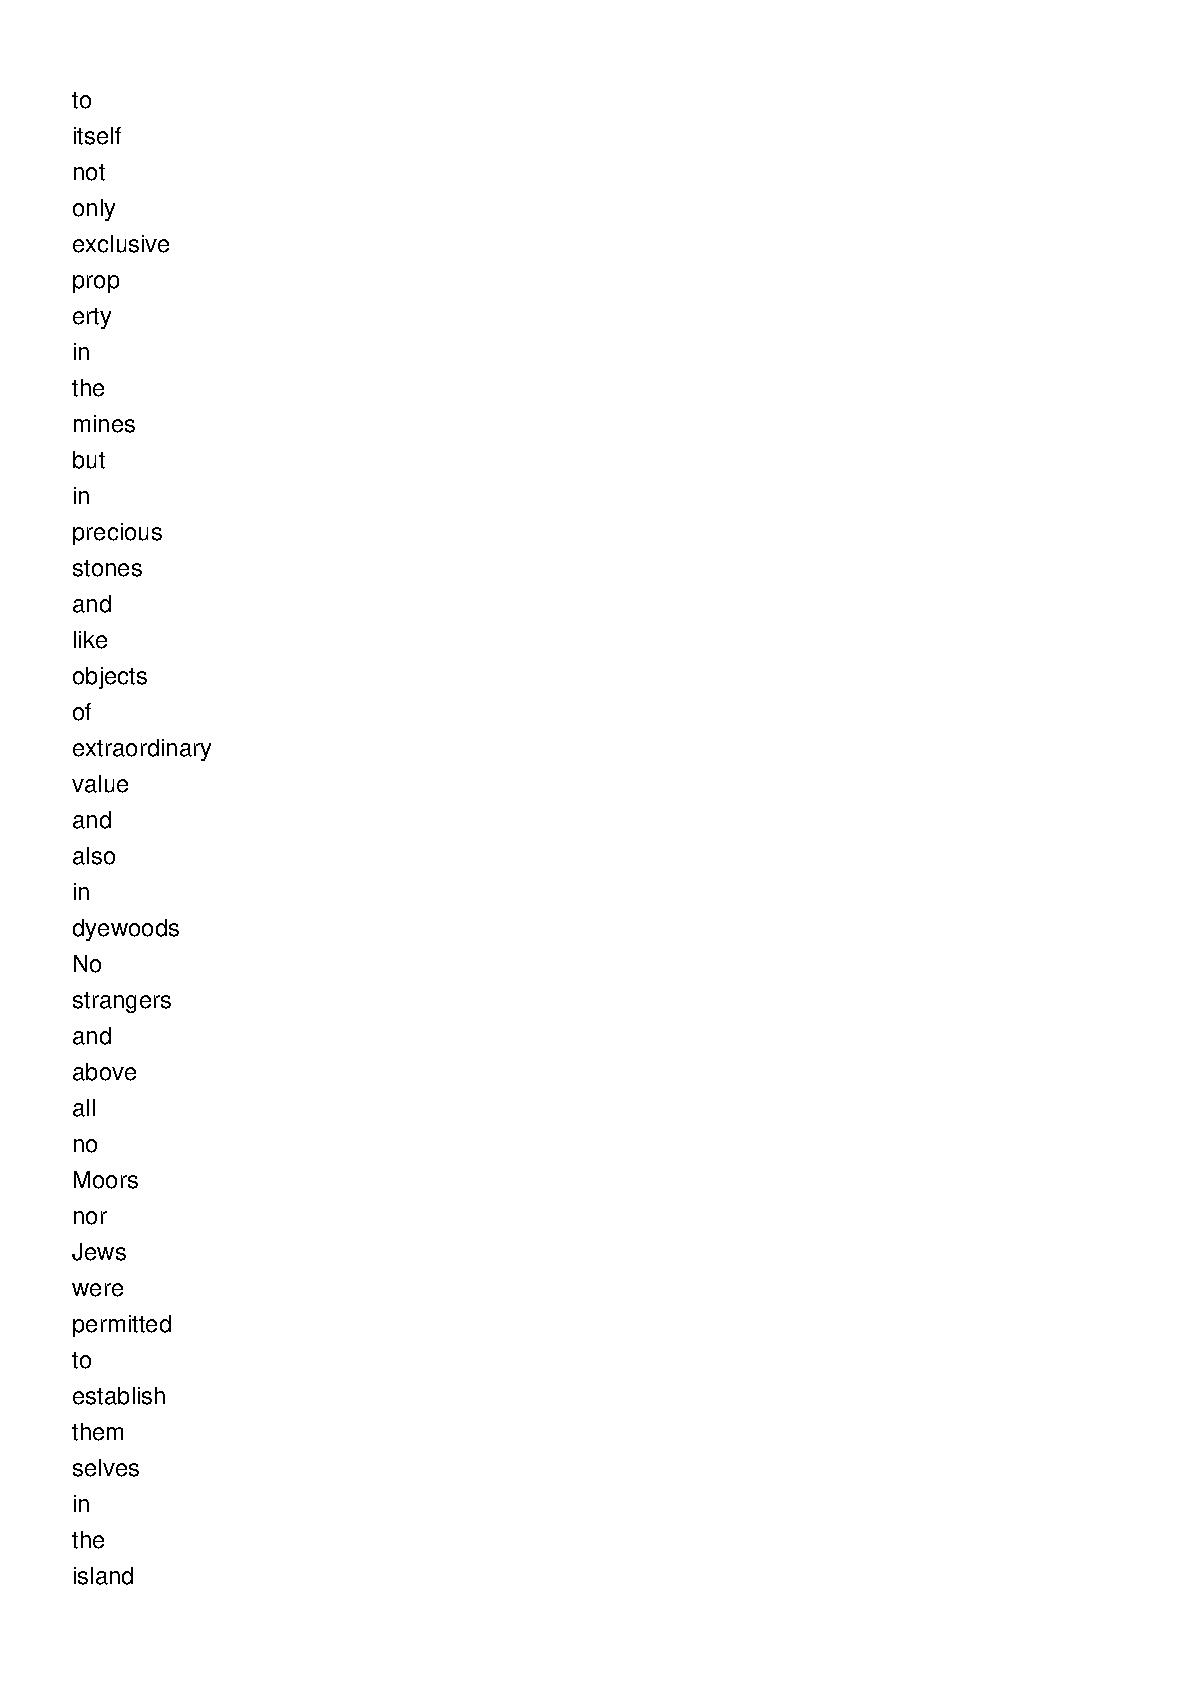 to
itself
not
only
exclusive
prop
erty
in
the
mines
but
in
precious
stones
and
like
objects
of
extraordinary
value
and
also
in
dyewoods
No
strangers
and
above
all
no
Moors
nor
Jews
were
permitted
to
establish
them
selves
in
the
island